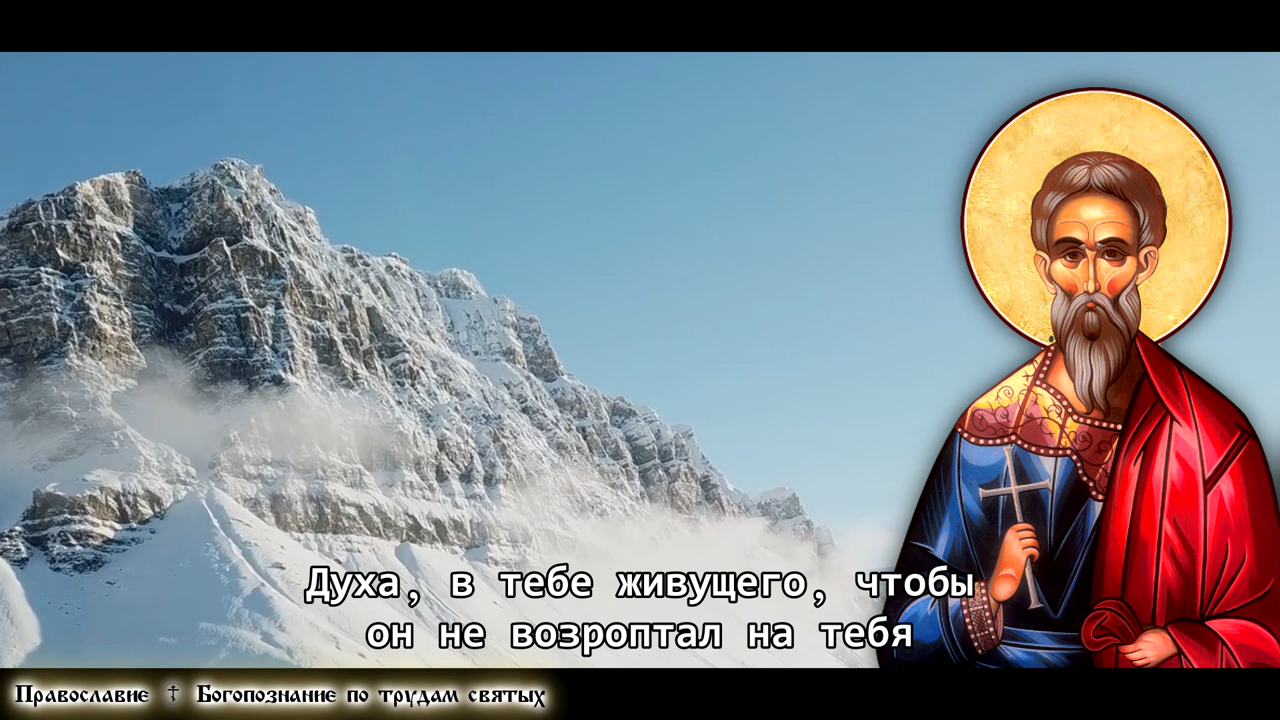 Духа, в тебе живущего, чтобы
он не возроптал на тебя
Православие ☦ Богопознание по трудам святых